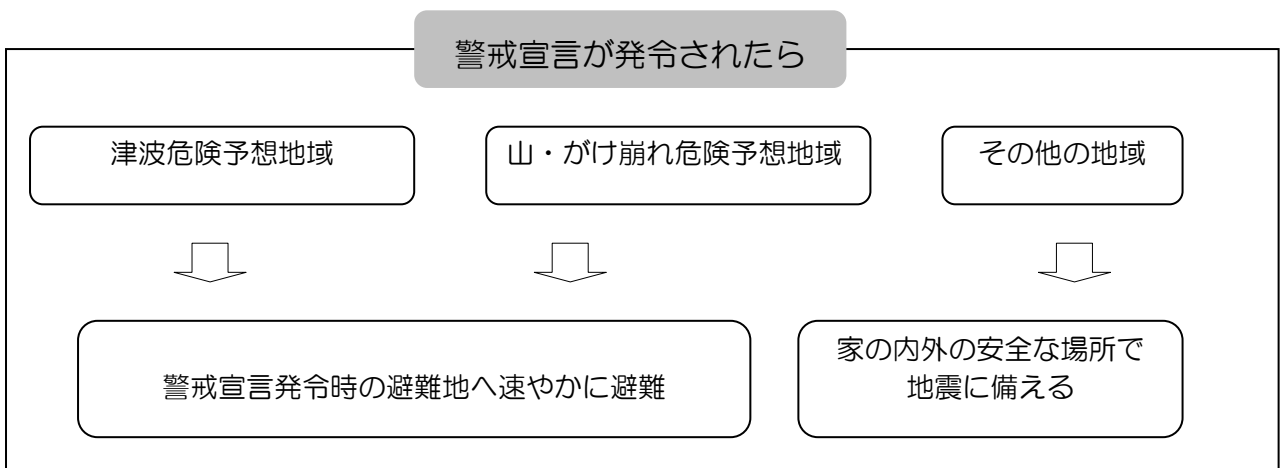 警戒宣言が発令されたら
津波危険予想地域
山・がけ崩れ危険予想地域
その他の地域
警戒宣言発令時の避難地へ速やかに避難
家の内外の安全な場所で
地震に備える